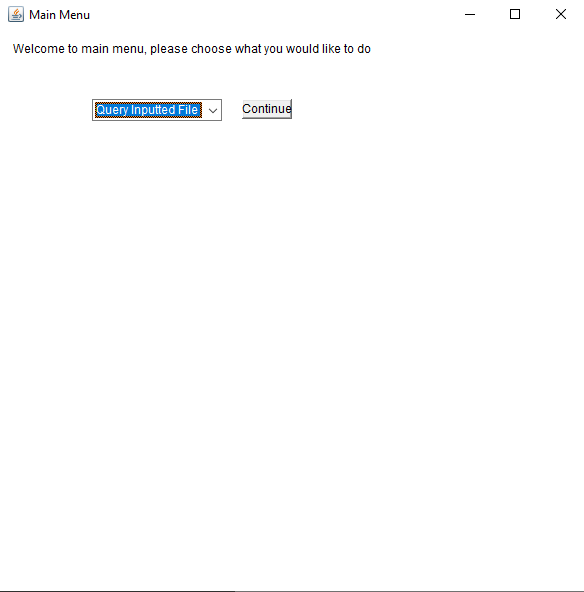 Main Menu
Welcome to main menu, please choose what you would like to do
Query Inputted File
Continue